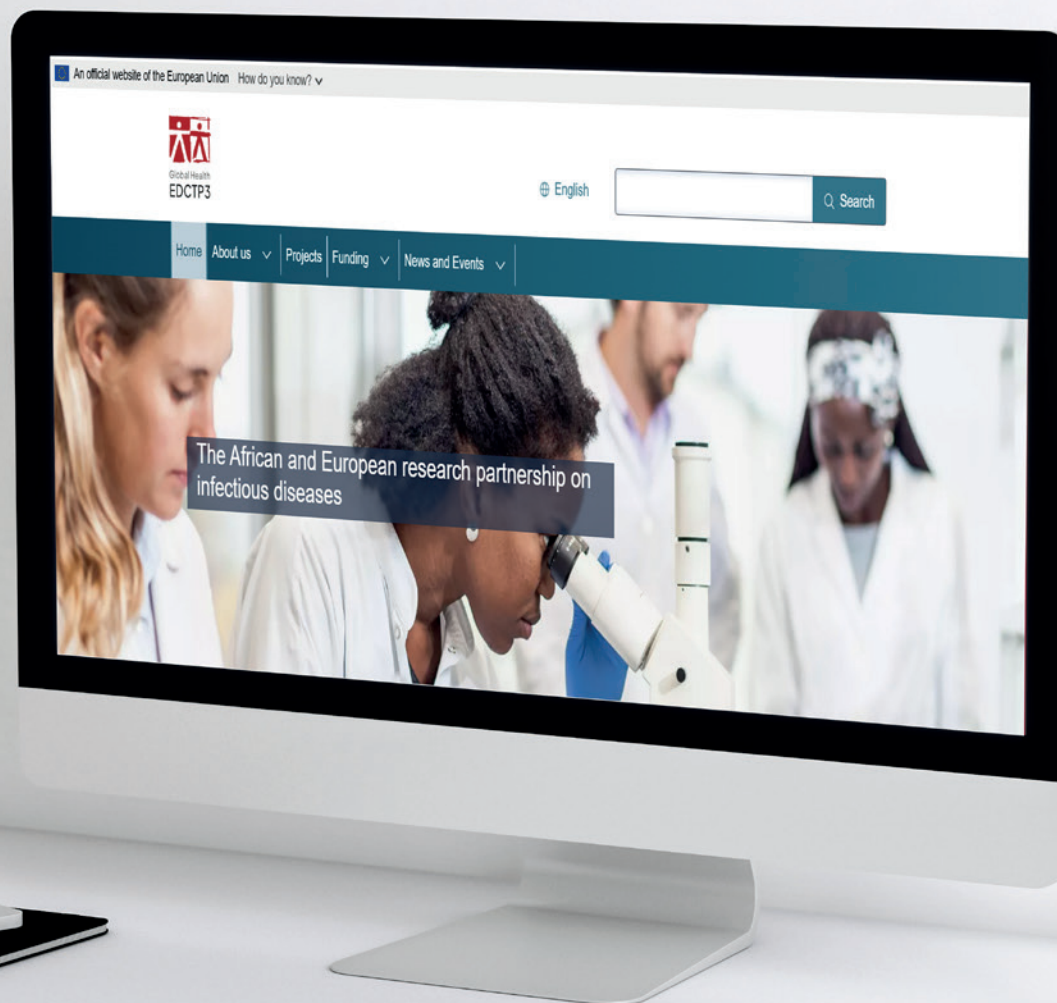 An official website of the European Union How do you know?
Global Health
EDCTP3
English
Search
Home About us Projects Funding News and Events
The African and European research partnership on
infectious diseases